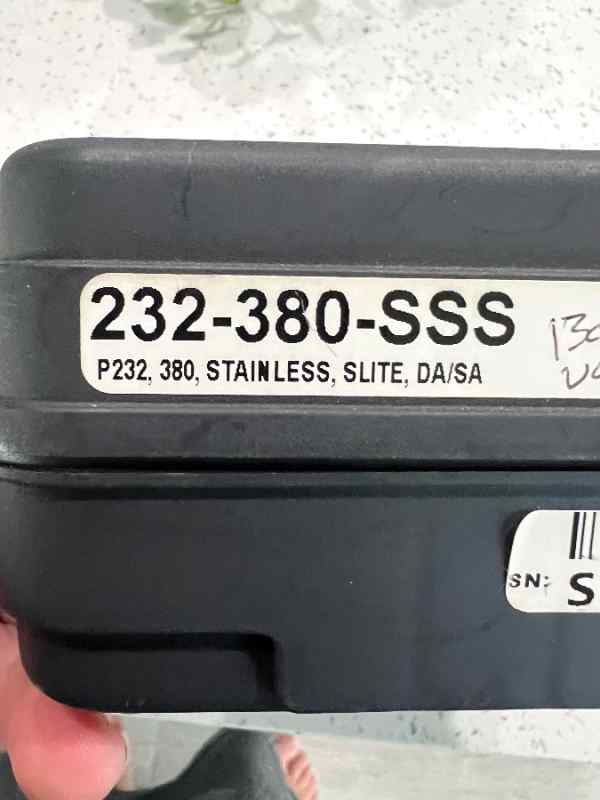 232-380-SSS
P232, 380, STAINLESS, SLITE, DA/SA
SN: S